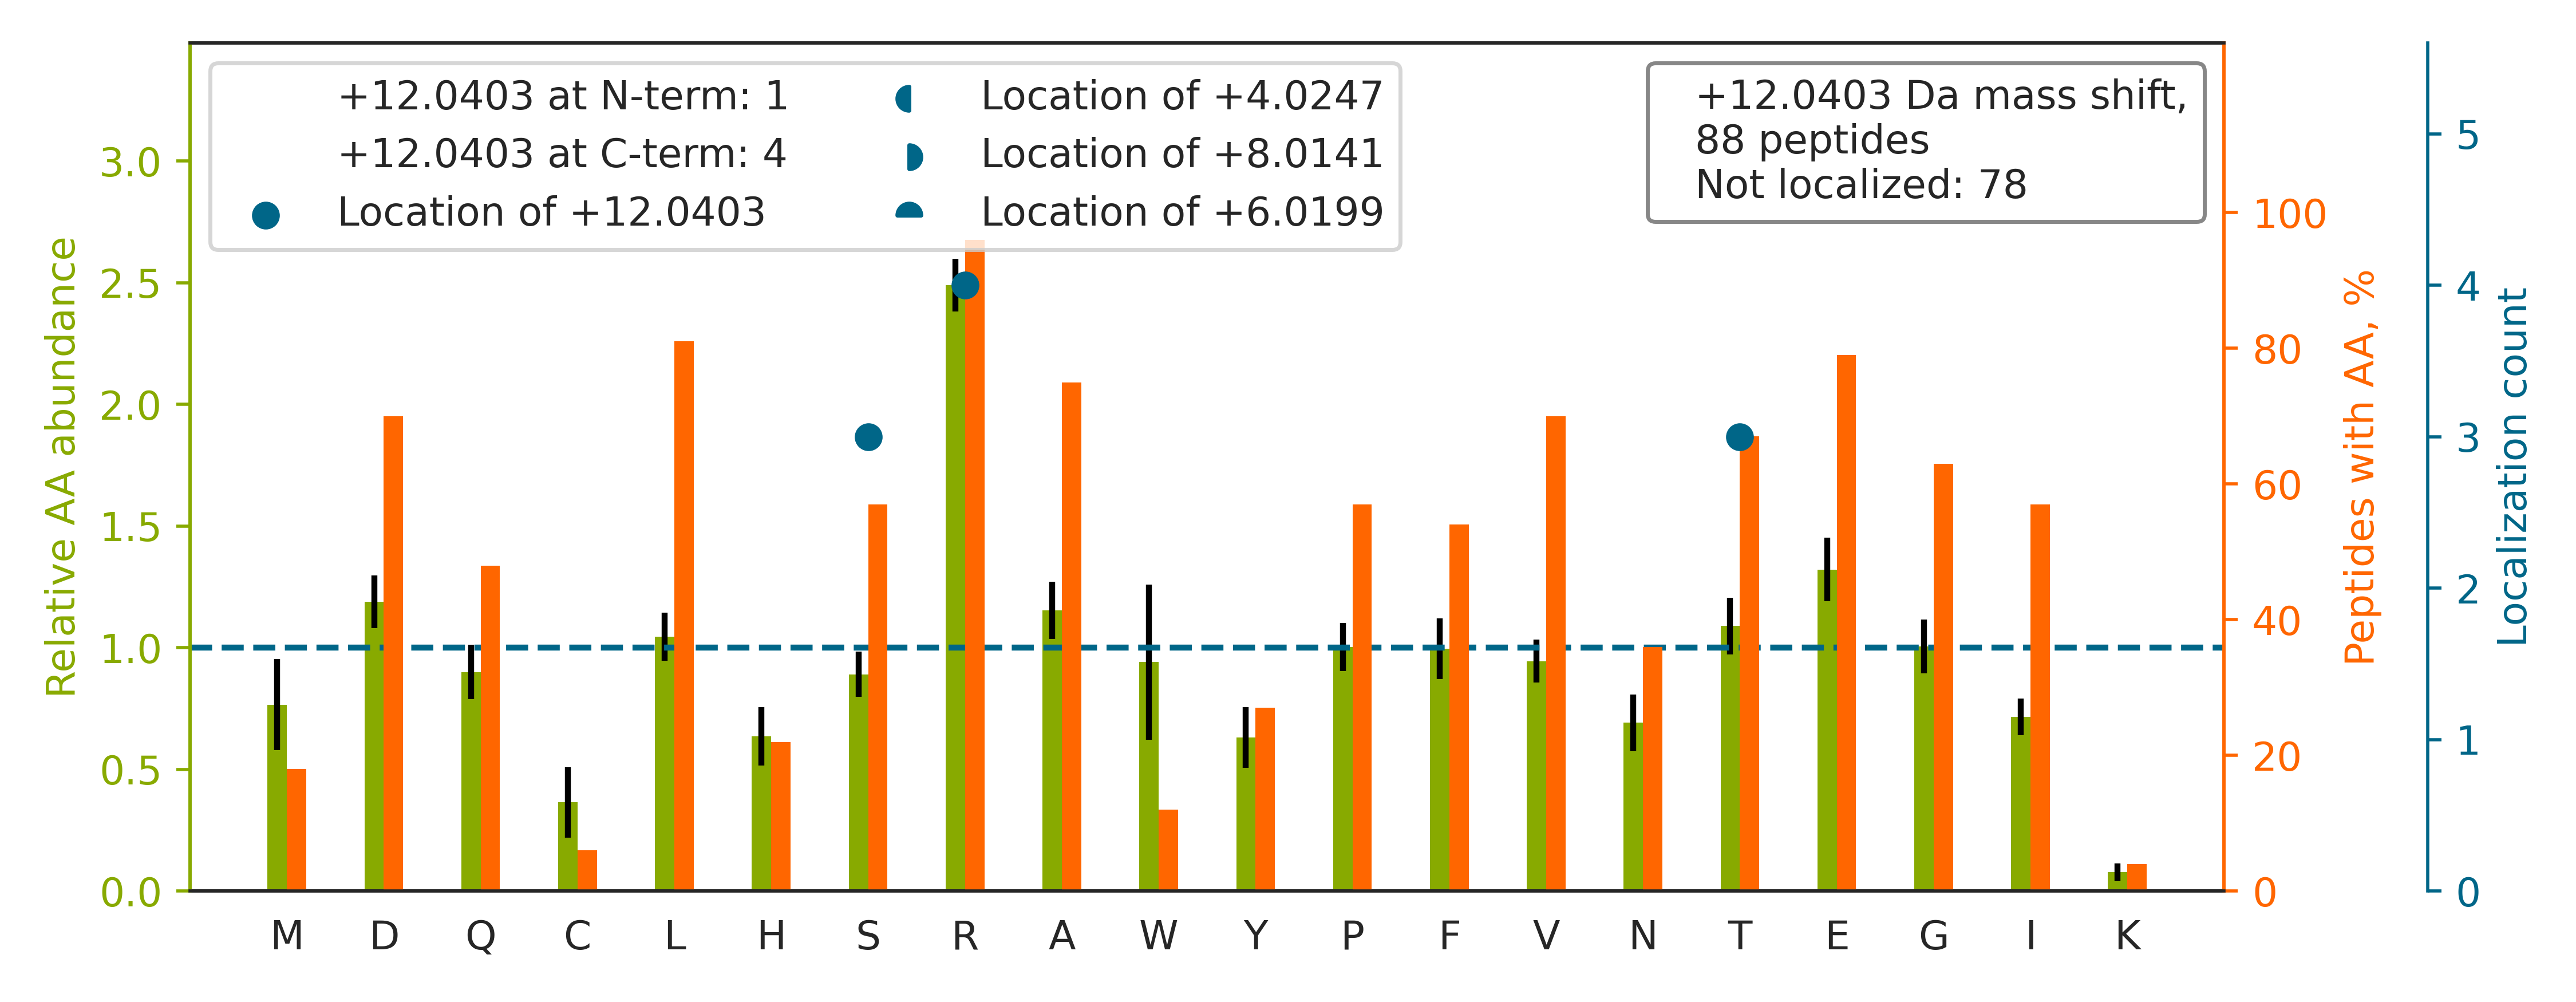 +12.0403 at N-term: 1
+12.0403 at C-term: 4
Location of +12.0403
Location of +4.0247
Location of +8.0141
Location of +6.0199
+12.0403 Da mass shift,
88 peptides
Not localized: 78
Relative AA abundance
3.0
2.5
2.0
1.5
1.0
0.5
0.0
M D Q C L H S R A W Y P F V N T E G I K
100
80
60
40
20
0
Peptides with AA, %
5
4
3
2
1
0
Localization count